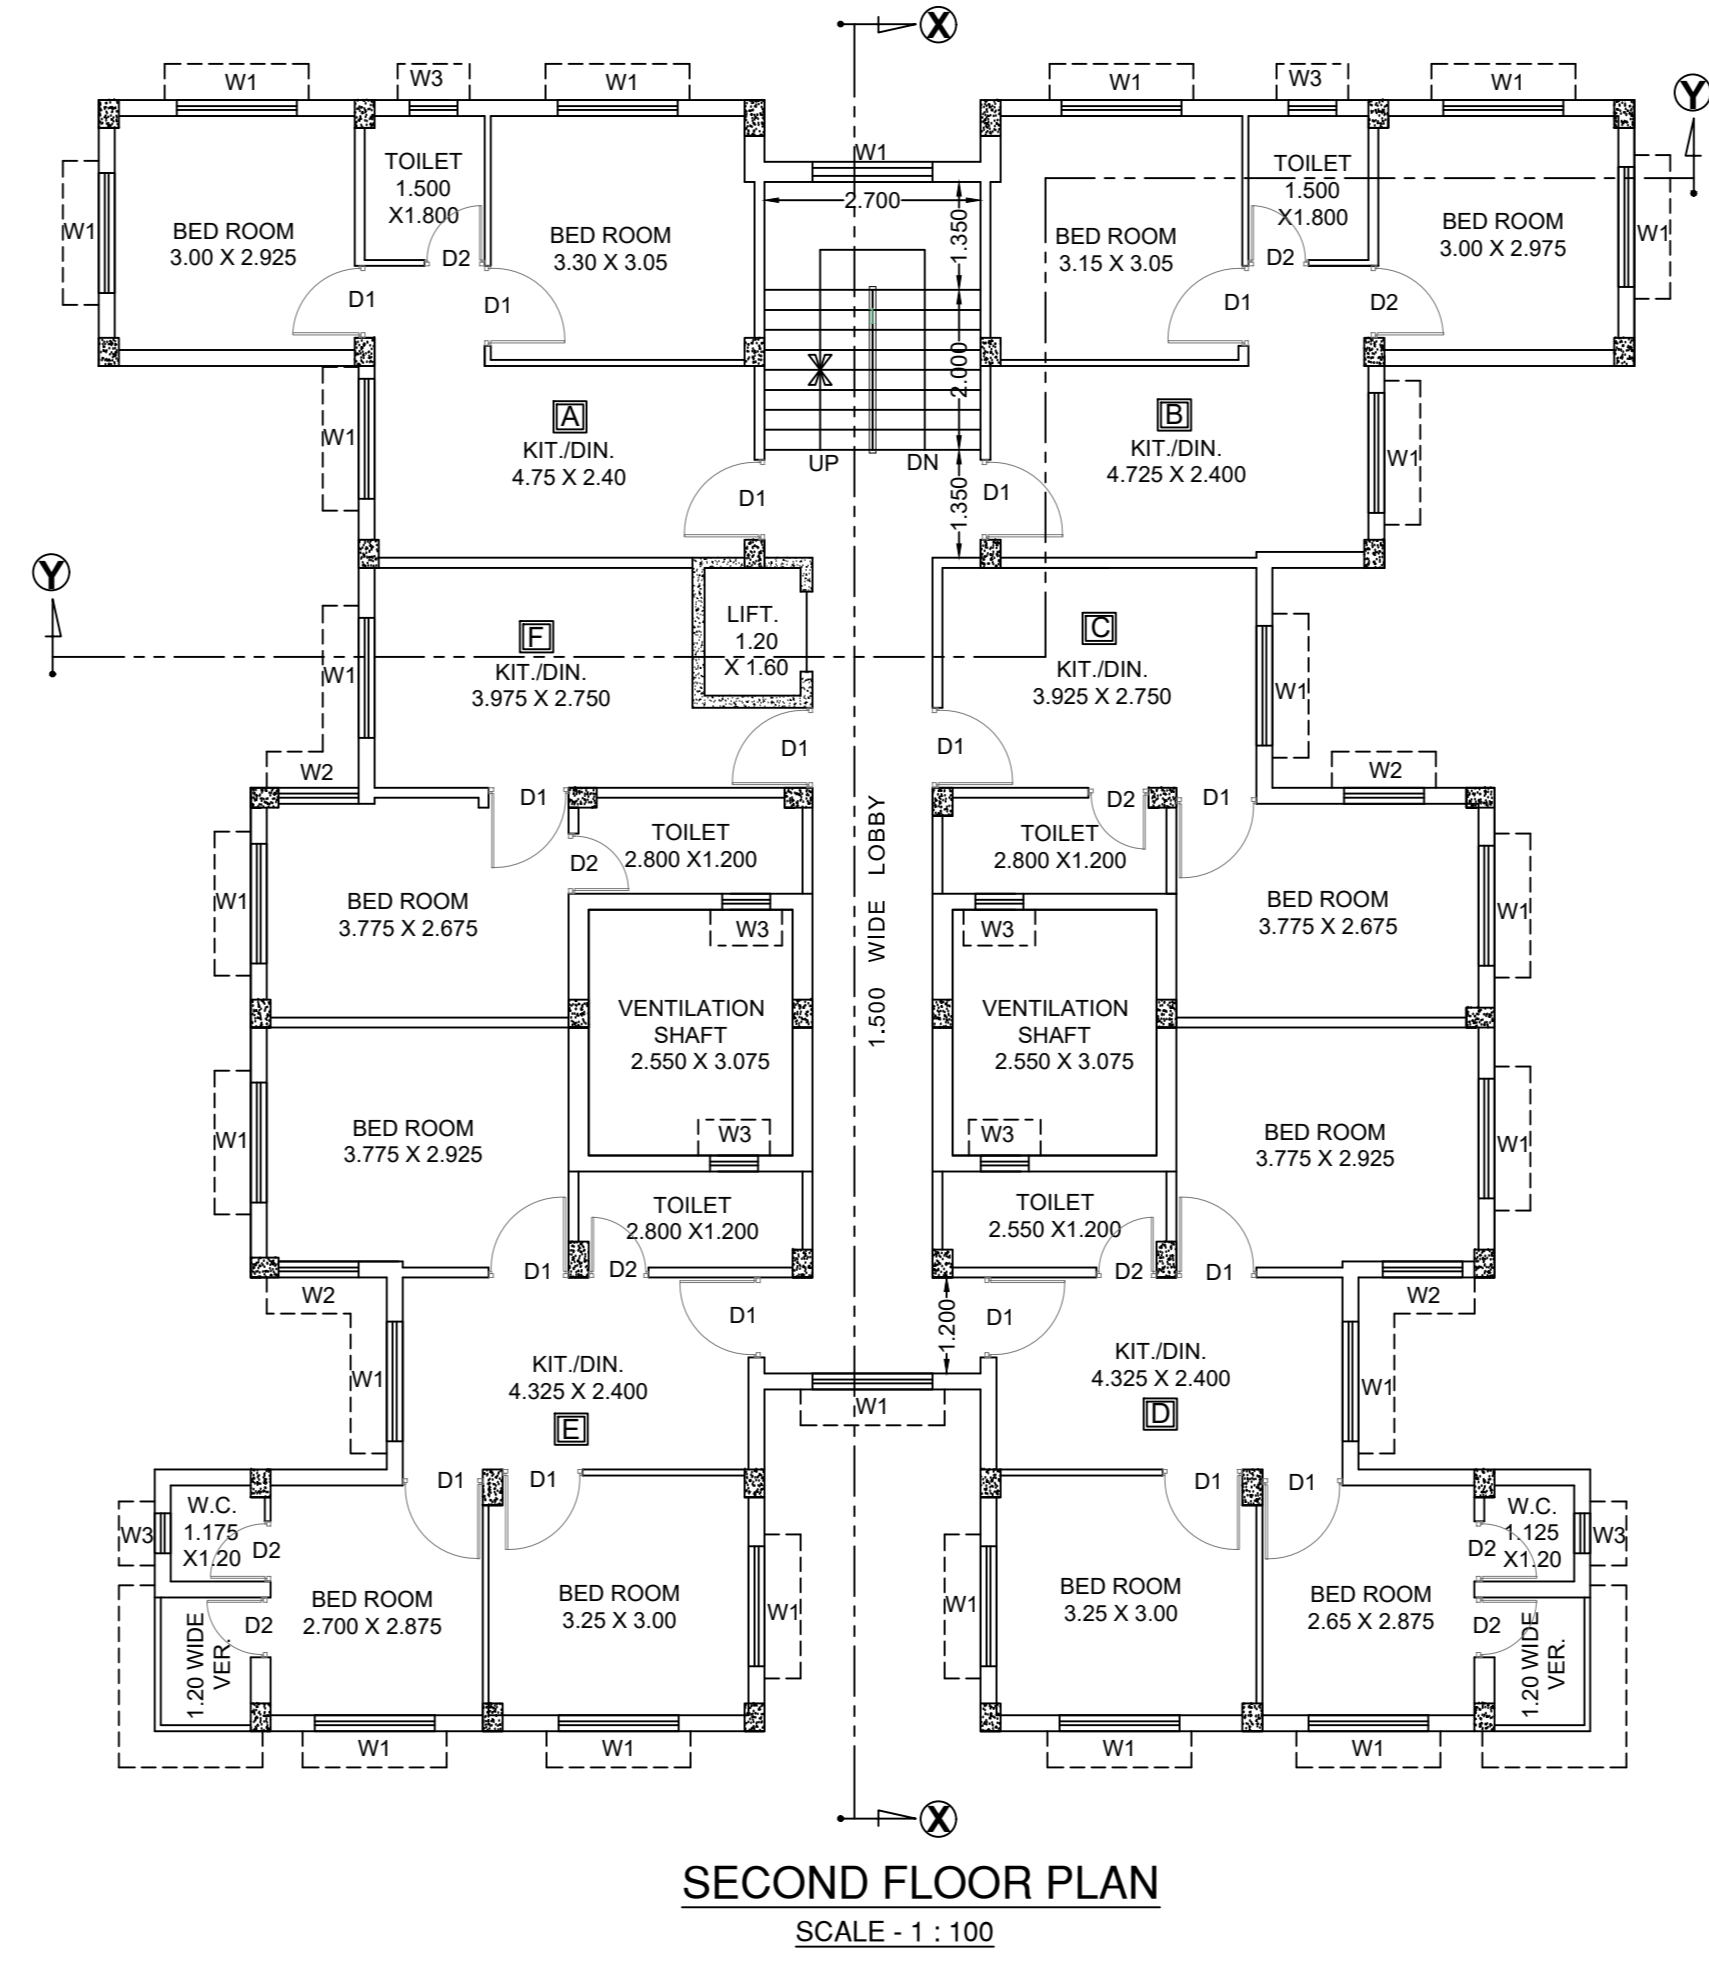 X
W1
W3
W1
W1
W3
W1
Y
W1
TOILET
1.500
X1.800
TOILET
1.500
X1.800
2.700
1.350
W1
BED ROOM
3.00 X 2.925
D2
BED ROOM
3.30 X 3.05
BED ROOM
3.15 X 3.05
D2
BED ROOM
3.00 X 2.975
W1
D1
D1
D1
D2
2.000
W1
A
KIT./DIN.
4.75 X 2.40
B
KIT./DIN.
4.725 X 2.400
W1
UP
DN
D1
1.350
D1
Y
F
KIT./DIN.
3.975 X 2.750
LIFT.
1.20
X 1.60
C
KIT./DIN.
3.925 X 2.750
W1
W1
D1
D1
W2
D1
D2
D1
W2
TOILET
2.800 X1.200
D2
TOILET
2.800 X1.200
1.500 WIDE LOBBY
W1
BED ROOM
3.775 X 2.675
W3
W3
BED ROOM
3.775 X 2.675
W1
VENTILATION
SHAFT
2.550 X 3.075
VENTILATION
SHAFT
2.550 X 3.075
W1
BED ROOM
3.775 X 2.925
W3
W3
BED ROOM
3.775 X 2.925
W1
TOILET
2.800 X1.200
TOILET
2.550 X1.200
D1
D2
D2
D1
W2
W2
D1
1.200
D1
W1
KIT./DIN.
4.325 X 2.400
E
W1
KIT./DIN.
4.325 X 2.400
D
W1
D1
D1
D1
D1
W3
W.C.
1.175
X1.20
D2
W.C.
1.125
X1.20
D2
W3
BED ROOM
2.700 X 2.875
BED ROOM
3.25 X 3.00
W1
W1
BED ROOM
3.25 X 3.00
BED ROOM
2.65 X 2.875
D2
D2
1.20 WIDE
VER.
1.20 WIDE
VER.
W1
W1
W1
W1
X
SECOND FLOOR PLAN
SCALE - 1 : 100